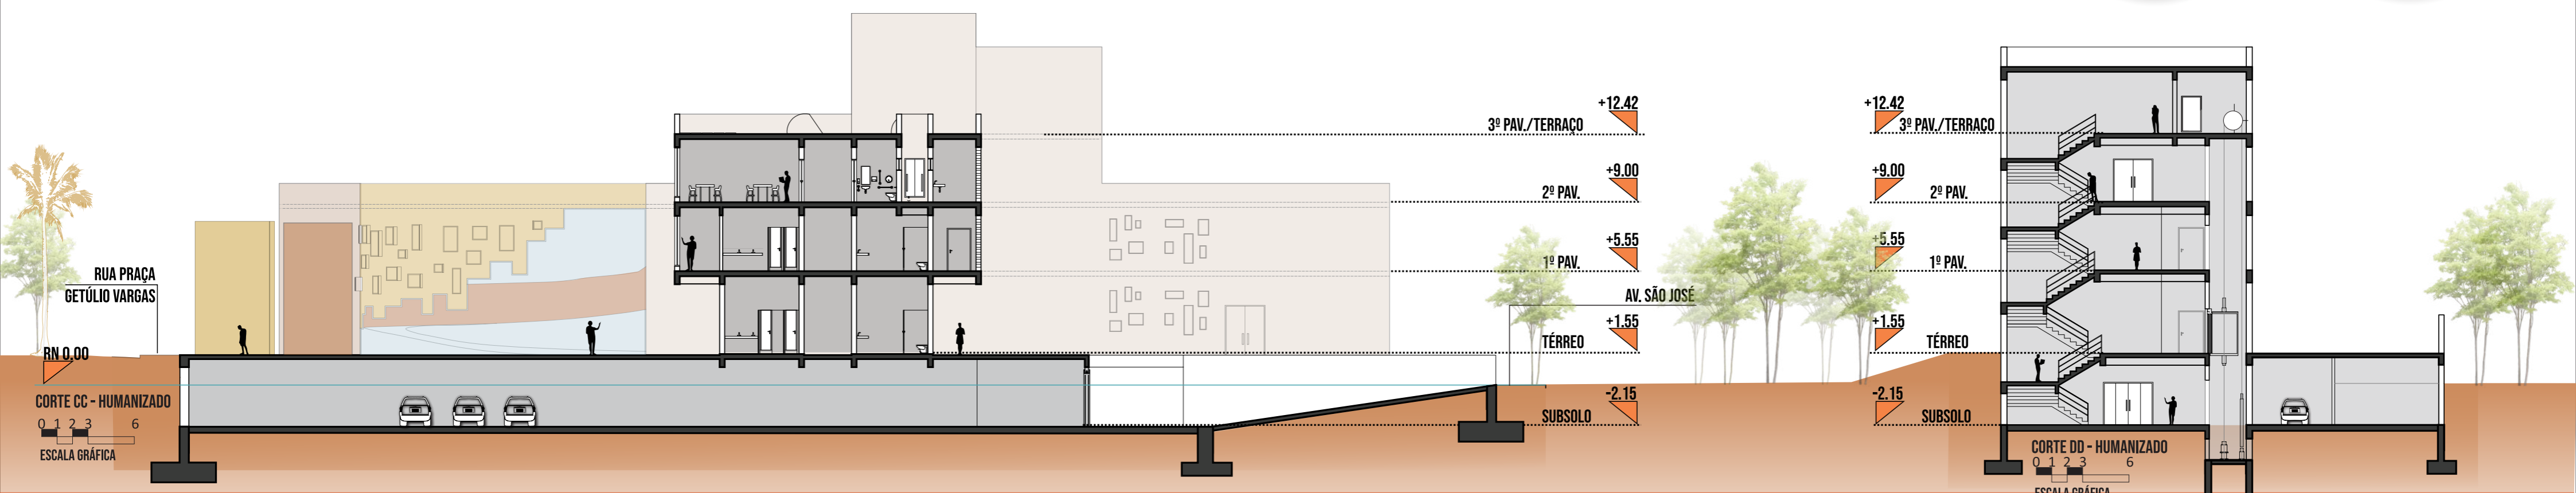 RUA PRAÇA
GETÚLIO VARGAS
RN 0.00
CORTE CC - HUMANIZADO
0 1 2 3 6
ESCALA GRÁFICA
+12.42
3º PAV./TERRAÇO
+9.00
2º PAV.
+5.55
1º PAV.
AV. SÃO JOSÉ
+1.55
TÉRREO
-2.15
SUBSOLO
+12.42
3º PAV./TERRAÇO
+9.00
2º PAV.
+5.55
1º PAV.
+1.55
TÉRREO
-2.15
SUBSOLO
CORTE DD - HUMANIZADO
0 1 2 3 6
ESCALA GRÁFICA